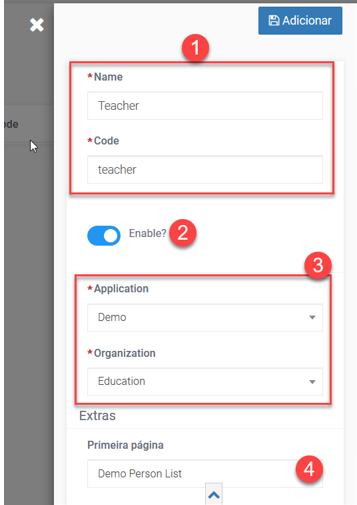 Adicionar
1
*Name
Teacher
ode
*Code
teacher
Enable?
2
3
*Application
Demo
*Organization
Education
Extras
Primeira página
4
Demo Person List